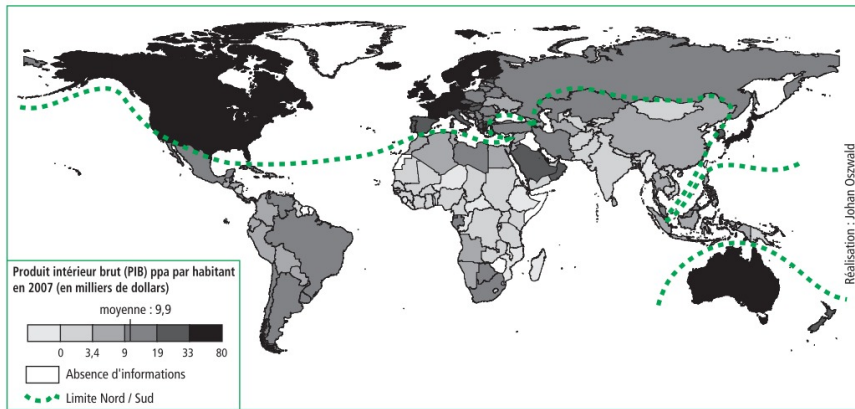 Produit intérieur brut (PIB) ppa par habitant
en 2007 (en milliers de dollars)
moyenne : 9,9
0 3,4 9 19 33 80
Absence d'informations
Limite Nord / Sud
Réalisation : Johan Oszwald